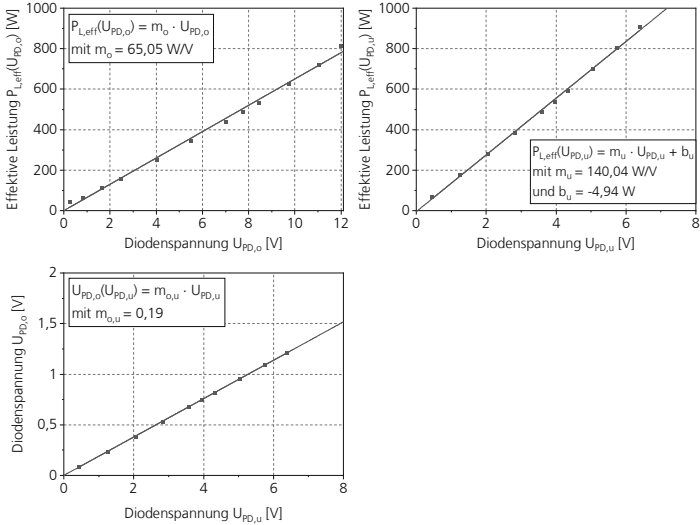 Effektive Leistung P_L,eff(U_PD,o) [W]
1000
800
600
400
200
0
P_L,eff(U_PD,o) = m_o · U_PD,o
mit m_o = 65,05 W/V
0 2 4 6 8 10 12
Diodenspannung U_PD,o [V]
Effektive Leistung P_L,eff(U_PD,u) [W]
1000
800
600
400
200
0
P_L,eff(U_PD,u) = m_u · U_PD,u + b_u
mit m_u = 140,04 W/V
und b_u = -4,94 W
0 2 4 6 8
Diodenspannung U_PD,u [V]
Diodenspannung U_PD,o [V]
2
1,5
1
0,5
0
U_PD,o(U_PD,u) = m_o,u · U_PD,u
mit m_o,u = 0,19
0 2 4 6 8
Diodenspannung U_PD,u [V]